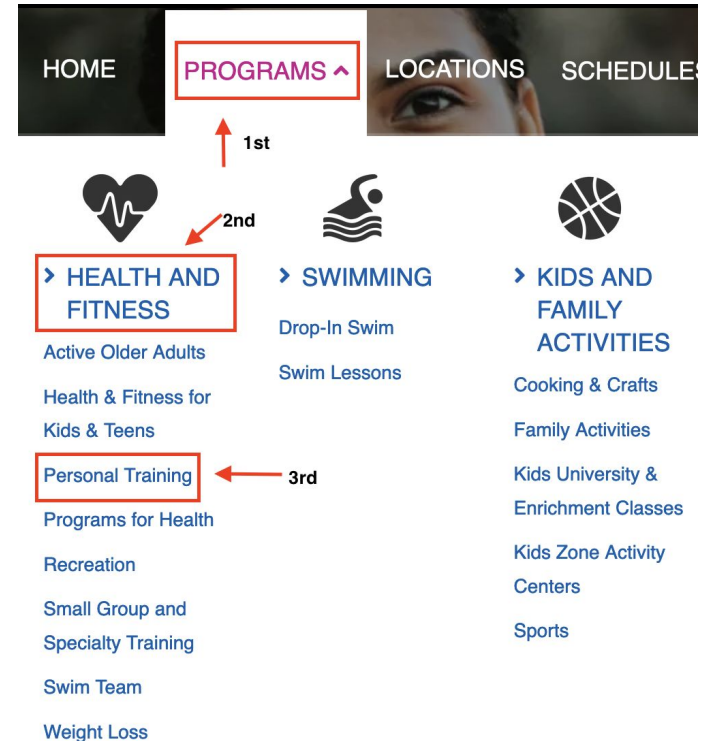 HOME
PROGRAMS
LOCATIONS
SCHEDULES
1st
2nd
HEALTH AND
FITNESS
Active Older Adults
Health & Fitness for
Kids & Teens
Personal Training
3rd
Programs for Health
Recreation
Small Group and
Specialty Training
Swim Team
Weight Loss
SWIMMING
Drop-In Swim
Swim Lessons
KIDS AND
FAMILY
ACTIVITIES
Cooking & Crafts
Family Activities
Kids University &
Enrichment Classes
Kids Zone Activity
Centers
Sports